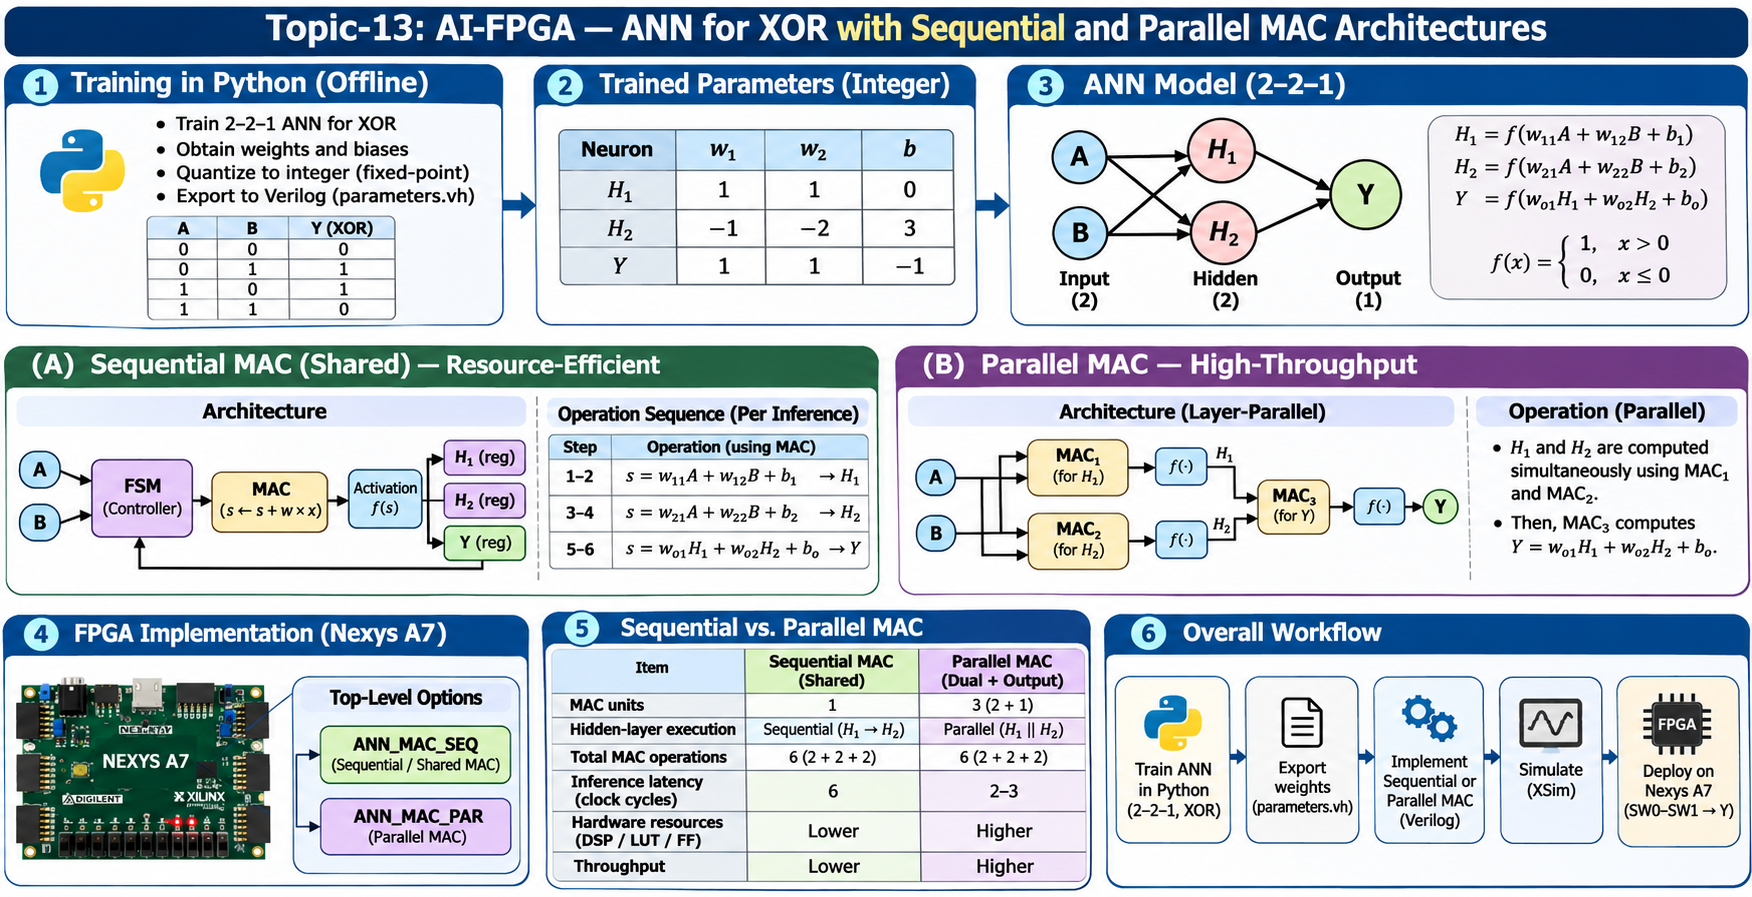 Topic-13: AI-FPGA — ANN for XOR with Sequential and Parallel MAC Architectures
1 Training in Python (Offline)
• Train 2–2–1 ANN for XOR
• Obtain weights and biases
• Quantize to integer (fixed-point)
• Export to Verilog (parameters.vh)
A B Y (XOR)
0 0 0
0 1 1
1 0 1
1 1 0
2 Trained Parameters (Integer)
Neuron w₁ w₂ b
H₁ 1 1 0
H₂ −1 −2 3
Y 1 1 −1
3 ANN Model (2–2–1)
A
B
H₁
H₂
Y
Input
(2)
Hidden
(2)
Output
(1)
H₁ = f(w₁₁A + w₁₂B + b₁)
H₂ = f(w₂₁A + w₂₂B + b₂)
Y = f(wₒ₁H₁ + wₒ₂H₂ + bₒ)
f(x) = { 1, x > 0
0, x ≤ 0
(A) Sequential MAC (Shared) — Resource-Efficient
Architecture
A
B
FSM
(Controller)
MAC
(s ← s + w × x)
Activation
f(s)
H₁ (reg)
H₂ (reg)
Y (reg)
Operation Sequence (Per Inference)
Step Operation (using MAC)
1–2 s = w₁₁A + w₁₂B + b₁ → H₁
3–4 s = w₂₁A + w₂₂B + b₂ → H₂
5–6 s = wₒ₁H₁ + wₒ₂H₂ + bₒ → Y
(B) Parallel MAC — High-Throughput
Architecture (Layer-Parallel)
A
B
MAC₁
(for H₁)
MAC₂
(for H₂)
f(·)
f(·)
H₁
H₂
MAC₃
(for Y)
f(·)
Y
Operation (Parallel)
• H₁ and H₂ are computed
simultaneously using MAC₁
and MAC₂.
• Then, MAC₃ computes
Y = wₒ₁H₁ + wₒ₂H₂ + bₒ.
4 FPGA Implementation (Nexys A7)
NEXYS A7
DIGILENT
XILINX
Top-Level Options
ANN_MAC_SEQ
(Sequential / Shared MAC)
ANN_MAC_PAR
(Parallel MAC)
5 Sequential vs. Parallel MAC
Item
Sequential MAC
(Shared)
Parallel MAC
(Dual + Output)
MAC units 1 3 (2 + 1)
Hidden-layer execution Sequential (H₁ → H₂) Parallel (H₁ || H₂)
Total MAC operations 6 (2 + 2 + 2) 6 (2 + 2 + 2)
Inference latency
(clock cycles)
6 2–3
Hardware resources
(DSP / LUT / FF)
Lower Higher
Throughput Lower Higher
6 Overall Workflow
Train ANN
in Python
(2–2–1, XOR)
Export
weights
(parameters.vh)
Implement
Sequential or
Parallel MAC
(Verilog)
Simulate
(XSim)
FPGA
Deploy on
Nexys A7
(SW0–SW1 → Y)